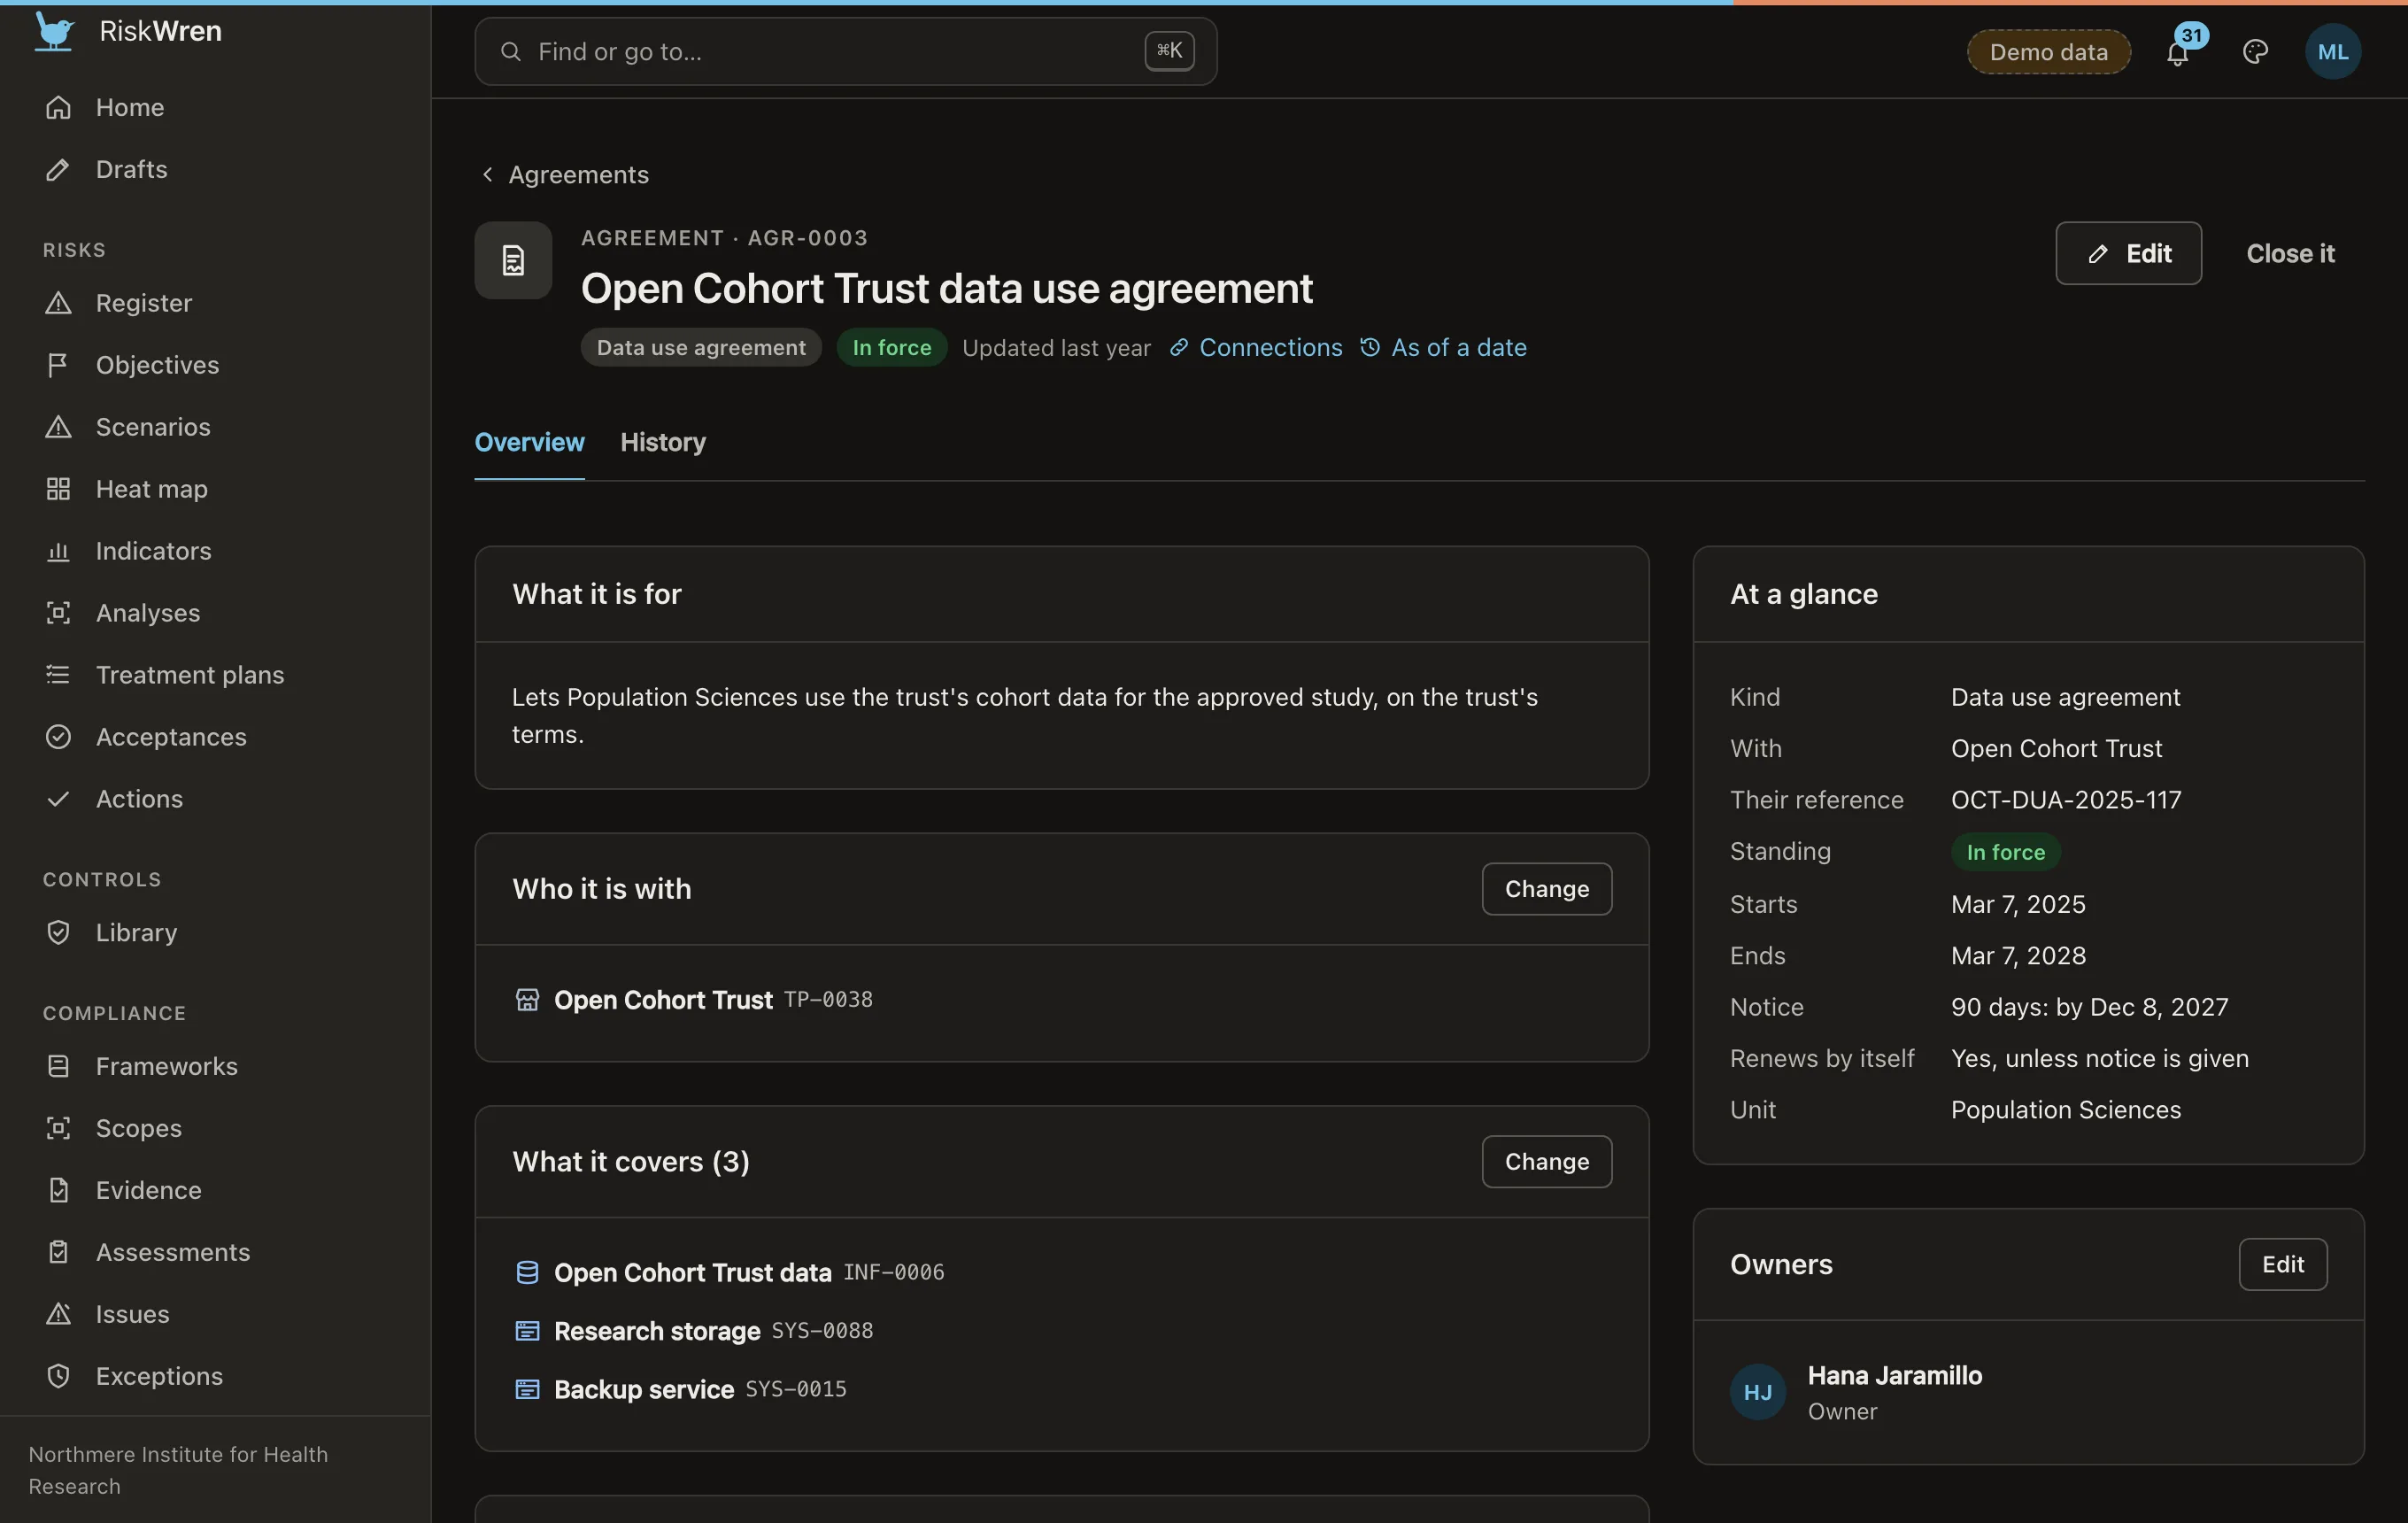 RiskWren
Find or go to...
⌘K
Demo data
31
ML
Home
Drafts
RISKS
Register
Objectives
Scenarios
Heat map
Indicators
Analyses
Treatment plans
Acceptances
Actions
CONTROLS
Library
COMPLIANCE
Frameworks
Scopes
Evidence
Assessments
Issues
Exceptions
Northmere Institute for Health
Research
Agreements
AGREEMENT · AGR-0003
Open Cohort Trust data use agreement
Data use agreement
In force
Updated last year
Connections
As of a date
Edit
Close it
Overview
History
What it is for
Lets Population Sciences use the trust's cohort data for the approved study, on the trust's
terms.
Who it is with
Change
Open Cohort Trust TP-0038
What it covers (3)
Change
Open Cohort Trust data INF-0006
Research storage SYS-0088
Backup service SYS-0015
At a glance
Kind Data use agreement
With Open Cohort Trust
Their reference OCT-DUA-2025-117
Standing In force
Starts Mar 7, 2025
Ends Mar 7, 2028
Notice 90 days: by Dec 8, 2027
Renews by itself Yes, unless notice is given
Unit Population Sciences
Owners
Edit
HJ
Hana Jaramillo
Owner